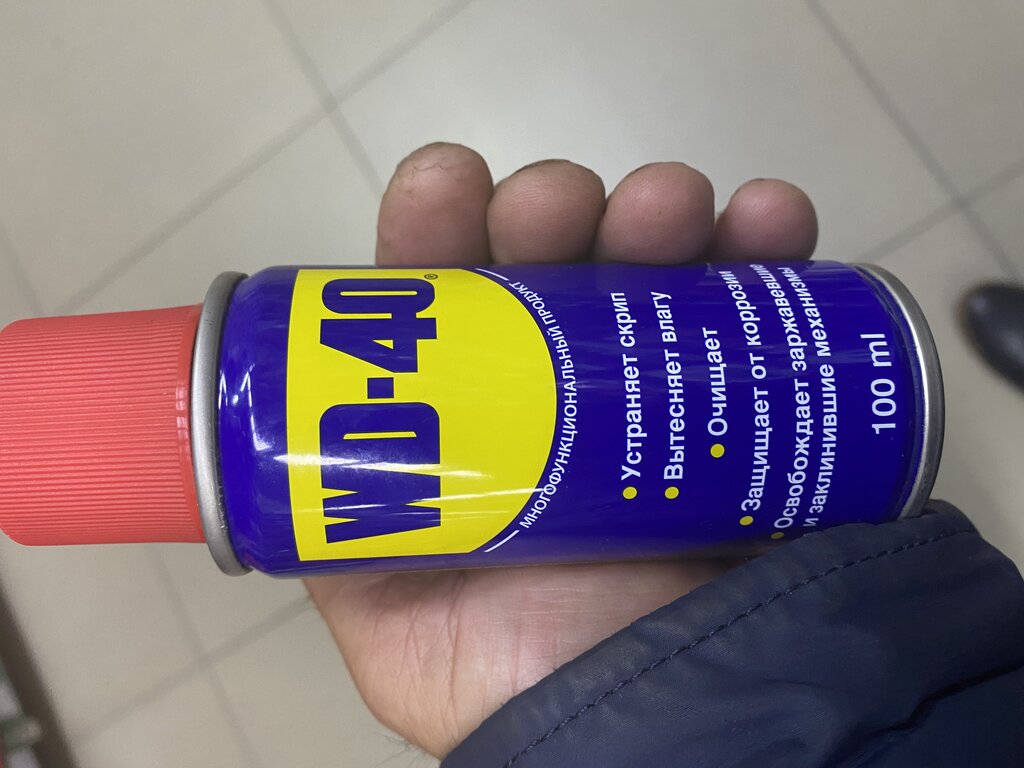 WD-40®
МНОГОФУНКЦИОНАЛЬНЫЙ ПРОДУКТ
• Устраняет скрип
• Вытесняет влагу
• Очищает
• Защищает от коррозии
• Освобождает заржавевшие
и заклинившие механизмы
100 ml